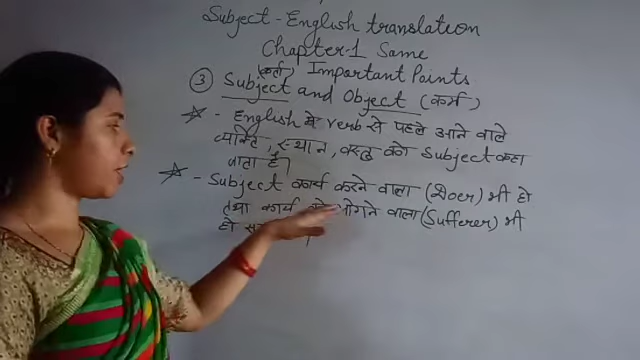 Subject - English translation
Chapter-1 Same
(कर्ता) Important Points
③ Subject and Object (कर्म)
☆ - English में verb से पहले आने वाले
व्यक्ति, स्थान, वस्तु को Subject कहा
जाता है।
☆ - Subject कार्य करने वाला (Doer) भी हो
तथा कार्य भोगने वाला (Sufferer) भी
हो